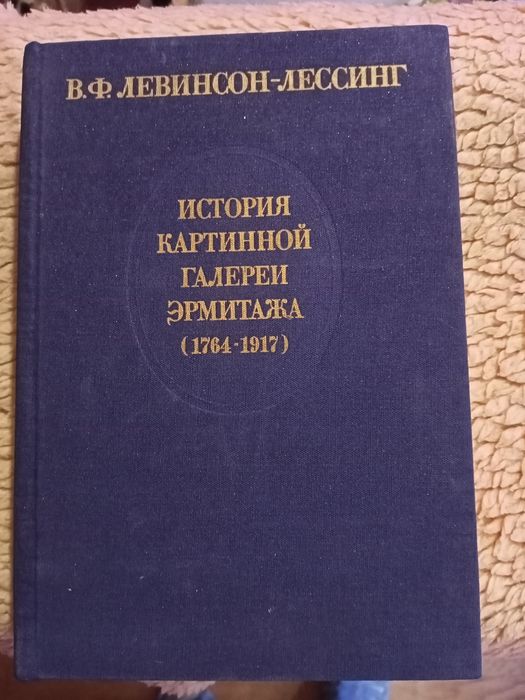 В.Ф. ЛЕВИНСОН-ЛЕССИНГ
ИСТОРИЯ
КАРТИННОЙ
ГАЛЕРЕИ
ЭРМИТАЖА
(1764-1917)